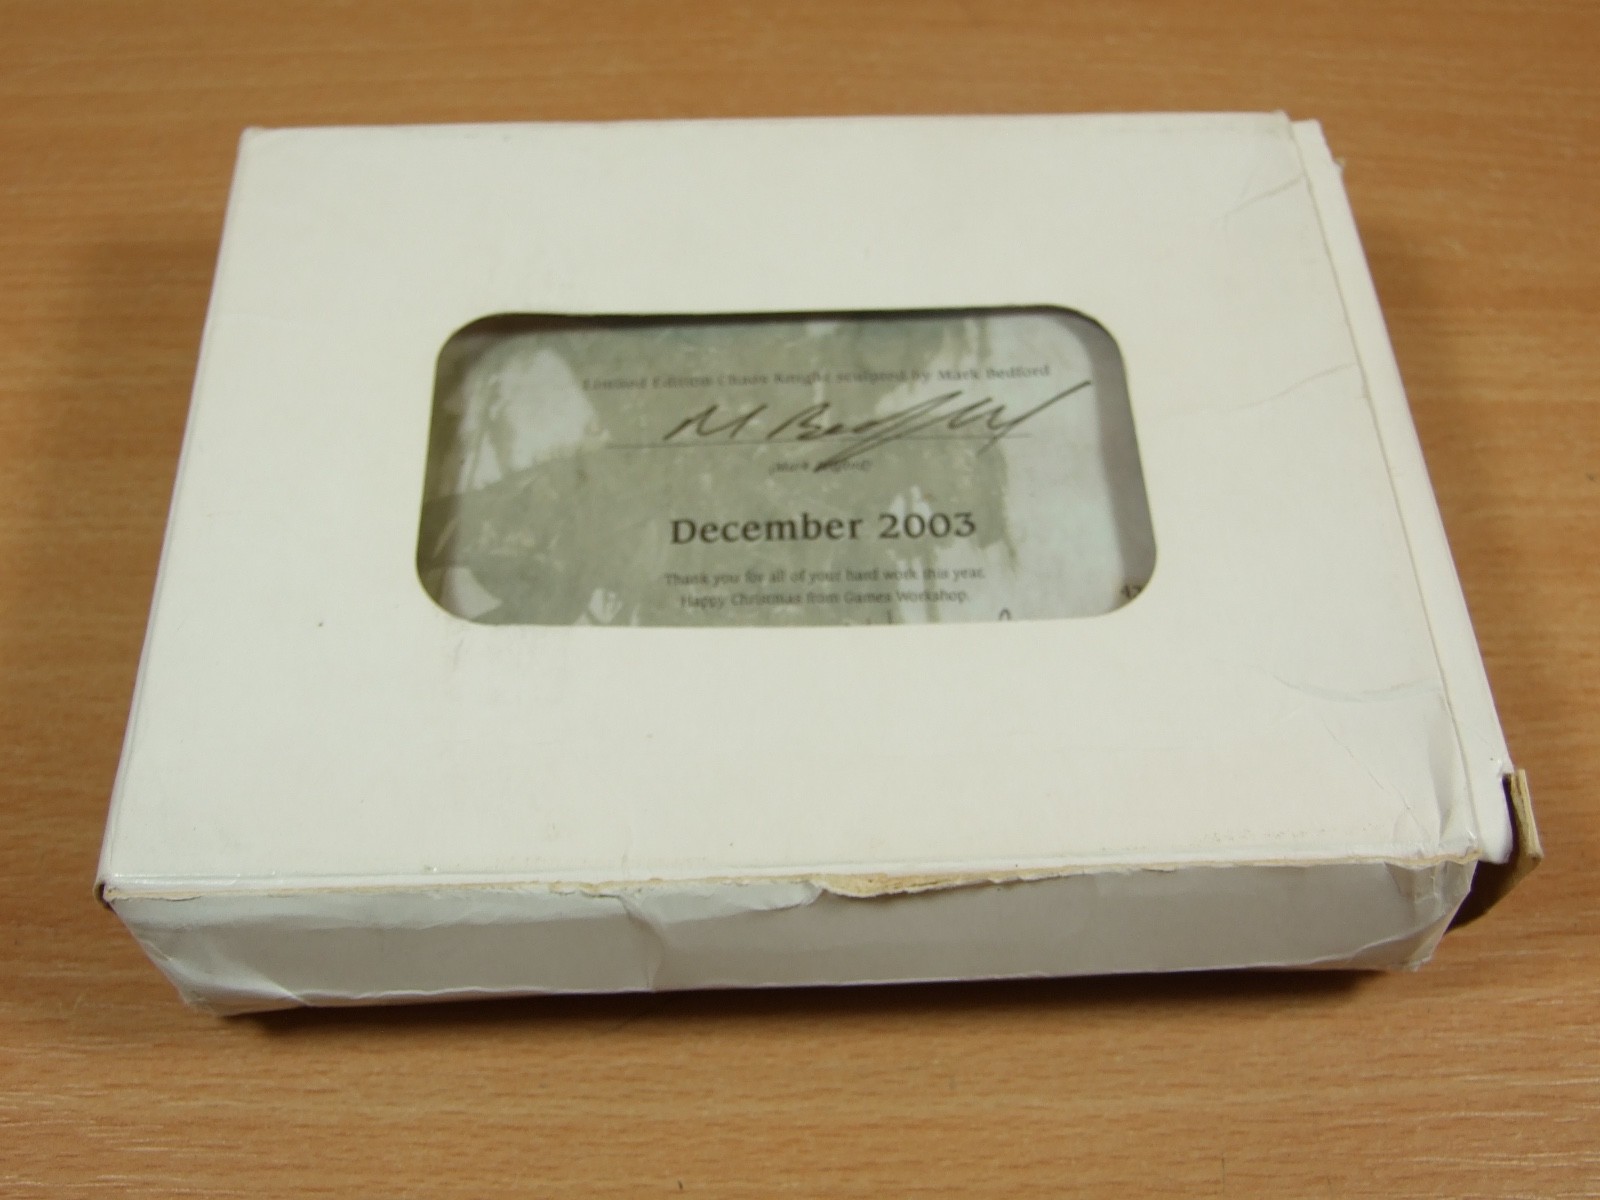 Limited Edition Chaos Knight sculpted by Mark Bedford
M Bedford
December 2003
Thank you for all of your hard work this year.
Happy Christmas from Games Workshop.